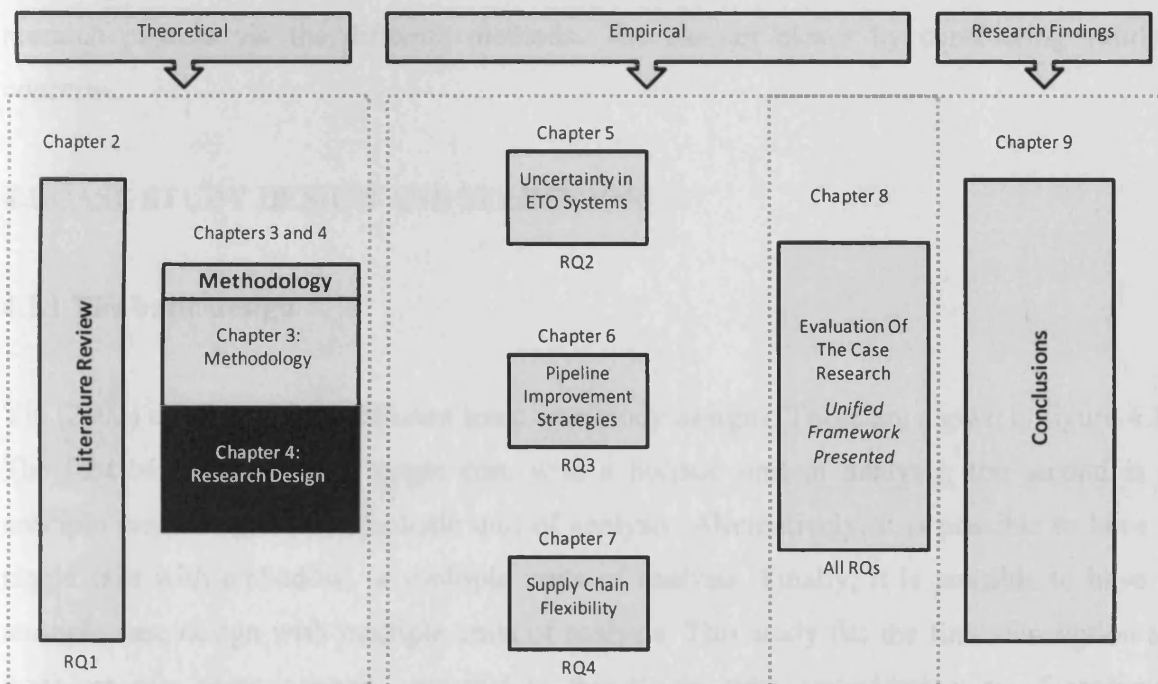 Theoretical
Empirical
Research Findings
Chapter 2
Literature Review
RQ1
Chapters 3 and 4
Methodology
Chapter 3:
Methodology
Chapter 4:
Research Design
Chapter 5
Uncertainty in
ETO Systems
RQ2
Chapter 6
Pipeline
Improvement
Strategies
RQ3
Chapter 7
Supply Chain
Flexibility
RQ4
Chapter 8
Evaluation Of
The Case
Research
Unified
Framework
Presented
All RQs
Chapter 9
Conclusions